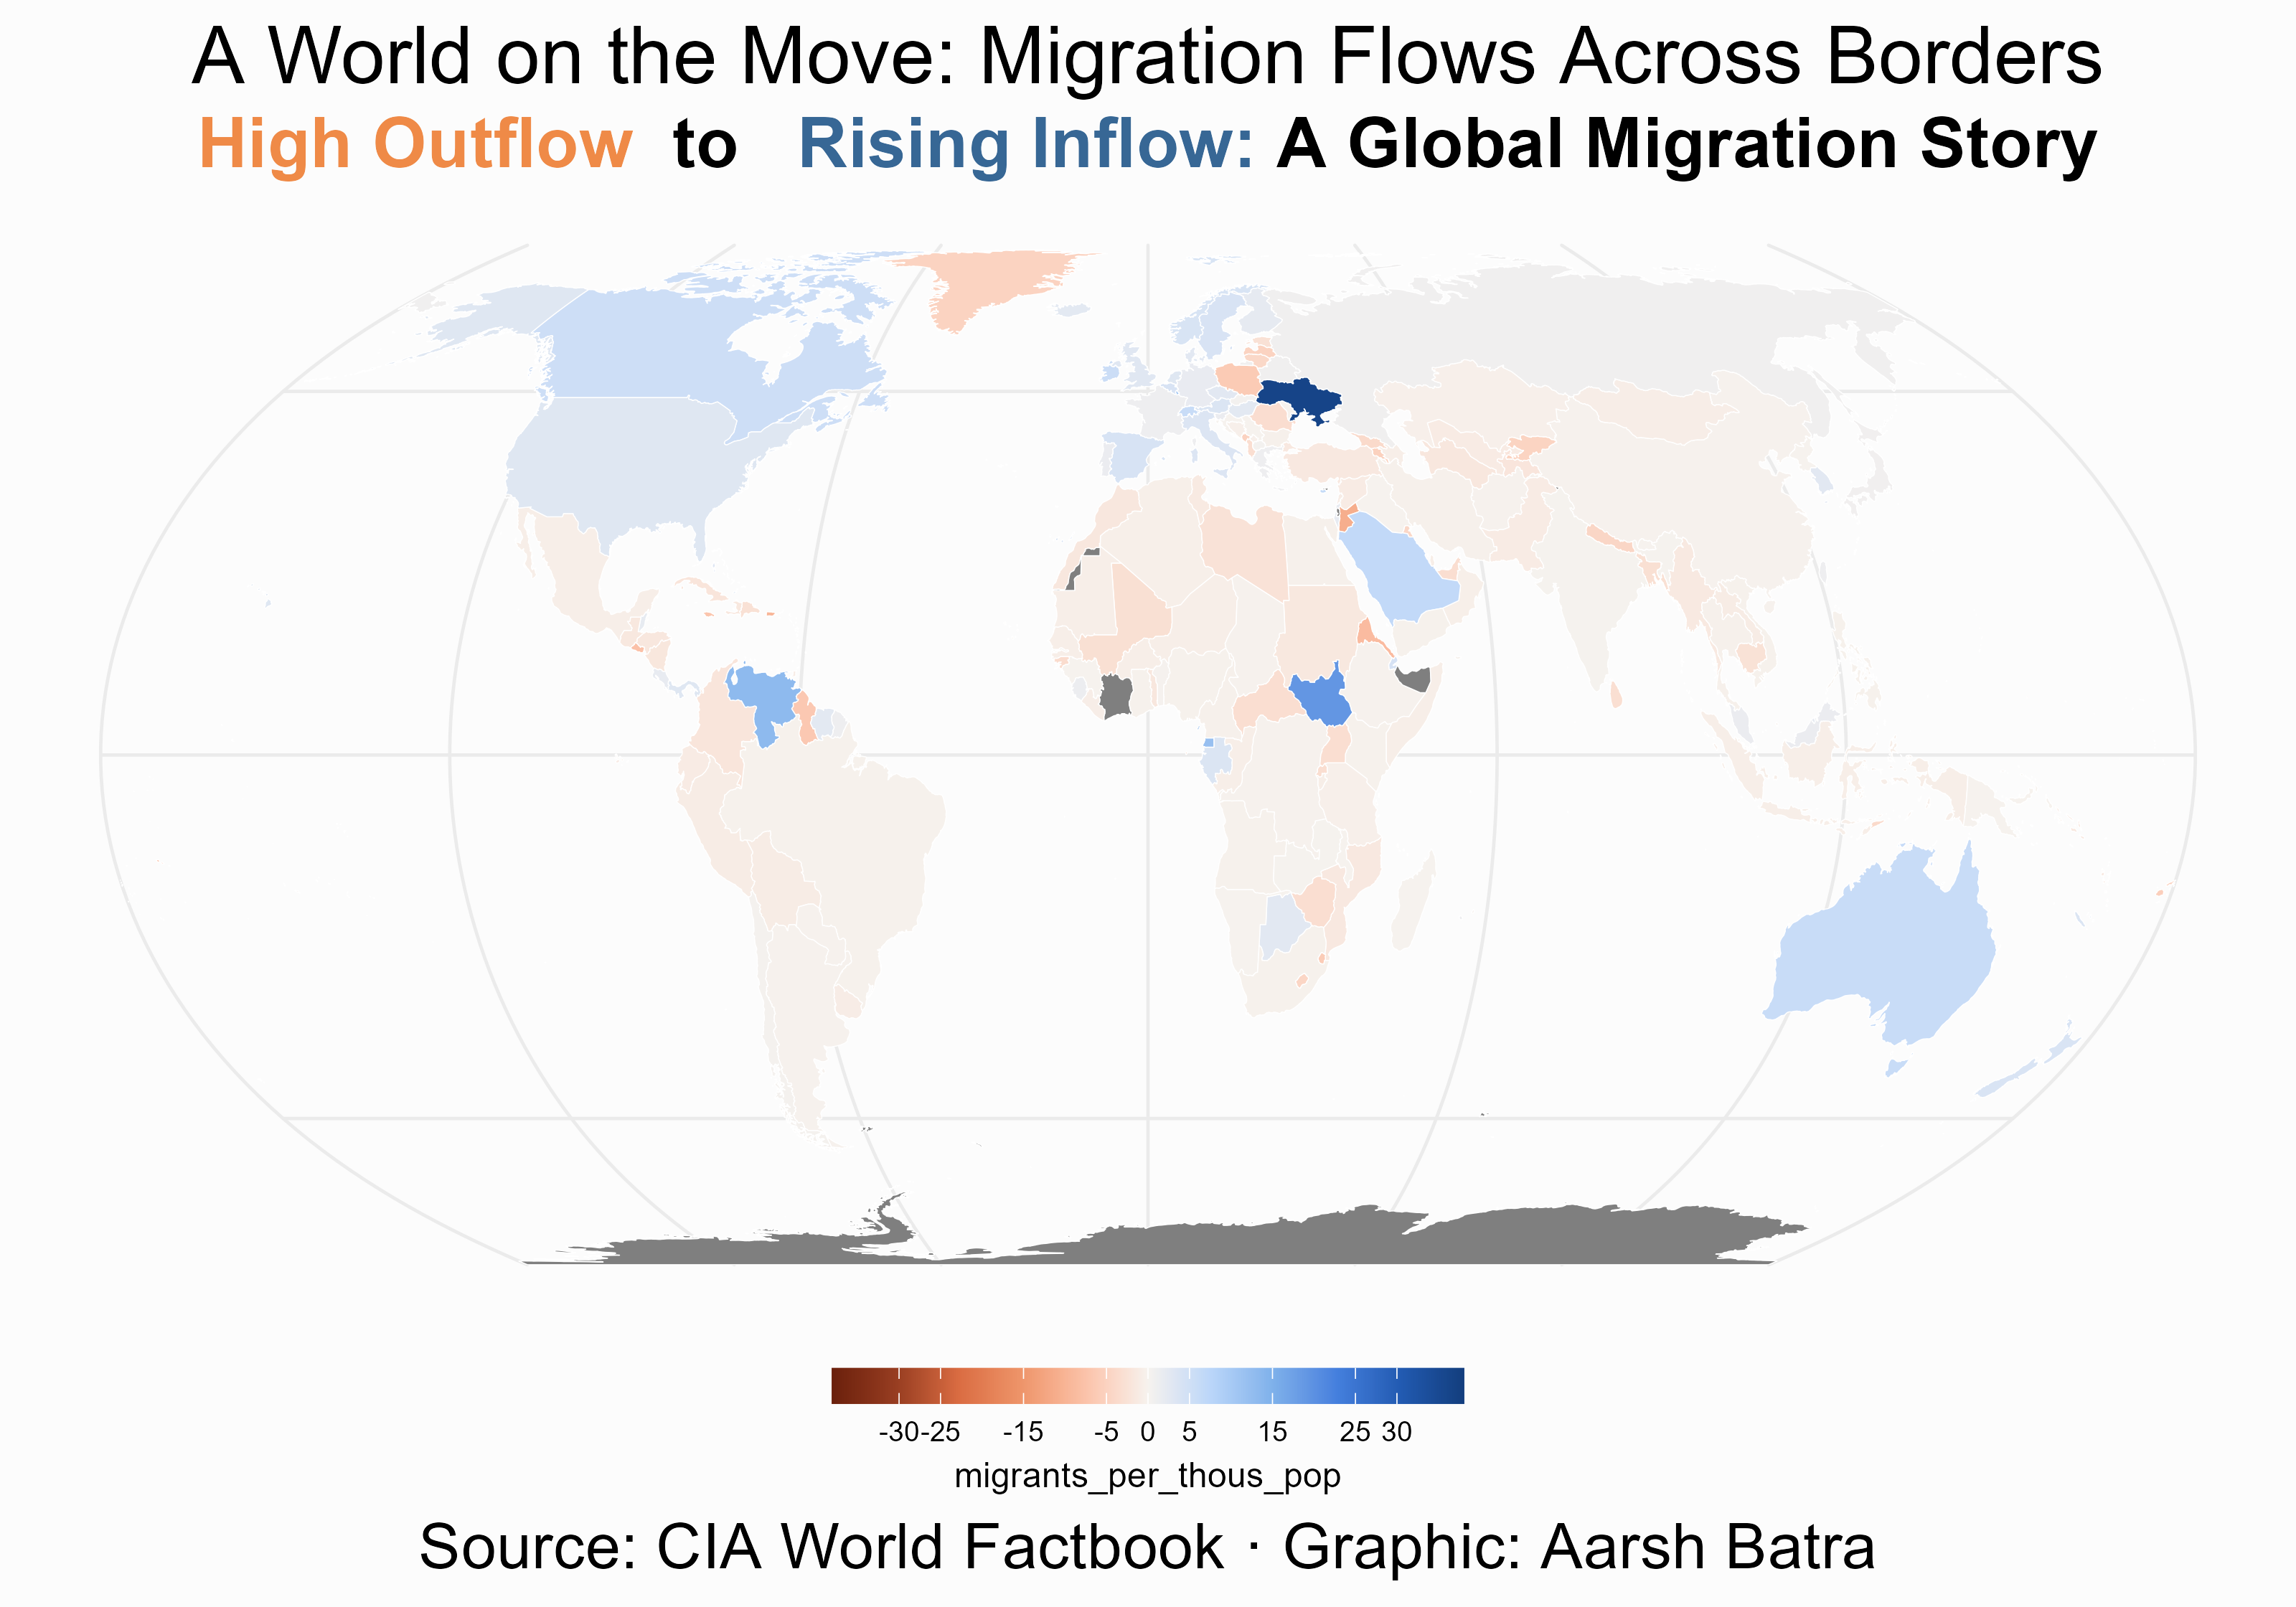 A World on the Move: Migration Flows Across Borders
High Outflow to Rising Inflow: A Global Migration Story
-30 -25 -15 -5 0 5 15 25 30
migrants_per_thous_pop
Source: CIA World Factbook · Graphic: Aarsh Batra